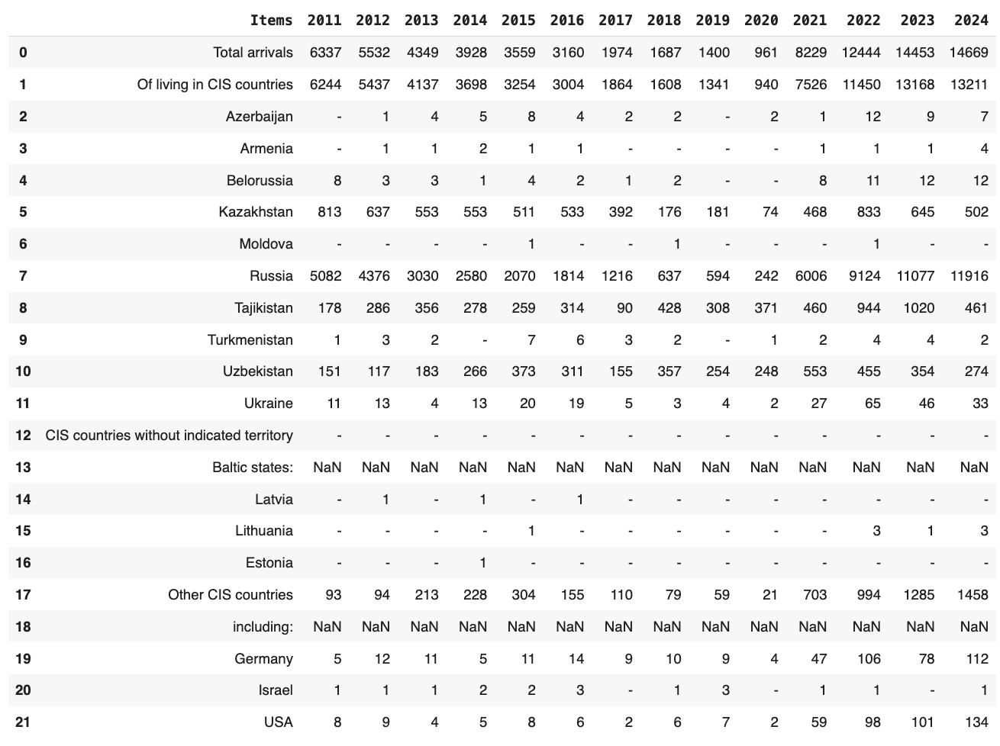 Items 2011 2012 2013 2014 2015 2016 2017 2018 2019 2020 2021 2022 2023 2024
0 Total arrivals 6337 5532 4349 3928 3559 3160 1974 1687 1400 961 8229 12444 14453 14669
1 Of living in CIS countries 6244 5437 4137 3698 3254 3004 1864 1608 1341 940 7526 11450 13168 13211
2 Azerbaijan - 1 4 5 8 4 2 2 - 2 1 12 9 7
3 Armenia - 1 1 2 1 1 - - - - 1 1 1 4
4 Belorussia 8 3 3 1 4 2 1 2 - - 8 11 12 12
5 Kazakhstan 813 637 553 553 511 533 392 176 181 74 468 833 645 502
6 Moldova - - - - 1 - - 1 - - - 1 - -
7 Russia 5082 4376 3030 2580 2070 1814 1216 637 594 242 6006 9124 11077 11916
8 Tajikistan 178 286 356 278 259 314 90 428 308 371 460 944 1020 461
9 Turkmenistan 1 3 2 - 7 6 3 2 - 1 2 4 4 2
10 Uzbekistan 151 117 183 266 373 311 155 357 254 248 553 455 354 274
11 Ukraine 11 13 4 13 20 19 5 3 4 2 27 65 46 33
12 CIS countries without indicated territory - - - - - - - - - - - - - -
13 Baltic states: NaN NaN NaN NaN NaN NaN NaN NaN NaN NaN NaN NaN NaN NaN
14 Latvia - 1 - 1 - 1 - - - - - - - -
15 Lithuania - - - - 1 - - - - - - 3 1 3
16 Estonia - - - 1 - - - - - - - - - -
17 Other CIS countries 93 94 213 228 304 155 110 79 59 21 703 994 1285 1458
18 including: NaN NaN NaN NaN NaN NaN NaN NaN NaN NaN NaN NaN NaN NaN
19 Germany 5 12 11 5 11 14 9 10 9 4 47 106 78 112
20 Israel 1 1 1 2 2 3 - 1 3 - 1 1 - 1
21 USA 8 9 4 5 8 6 2 6 7 2 59 98 101 134